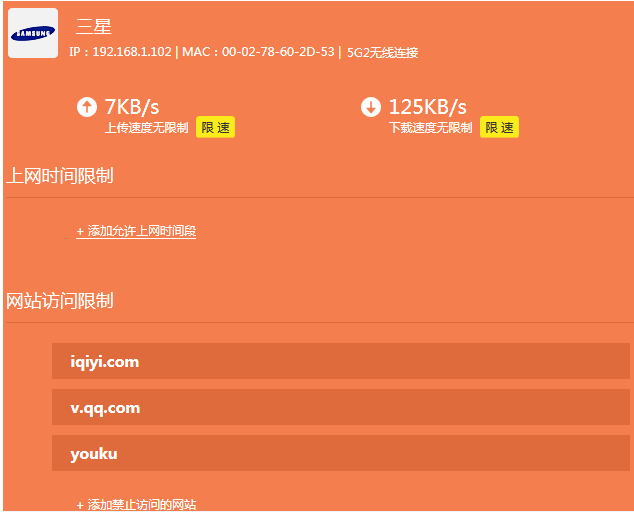 SAMSUNG
三星
IP：192.168.1.102 | MAC：00-02-78-60-2D-53 | 5G2无线连接
7KB/s
上传速度无限制 限速
125KB/s
下载速度无限制 限速
上网时间限制
+ 添加允许上网时间段
网站访问限制
iqiyi.com
v.qq.com
youku
+ 添加禁止访问的网站